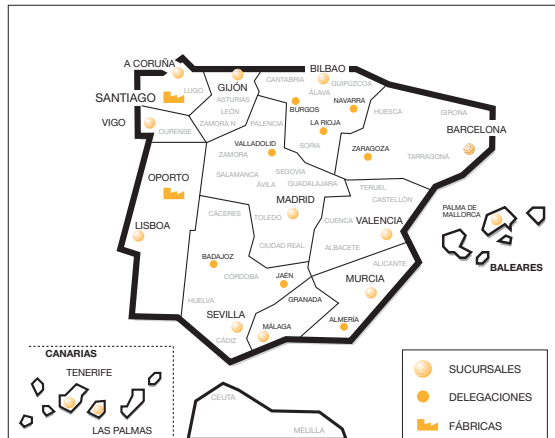 A CORUÑA
LUGO
SANTIAGO
VIGO
OURENSE
GIJÓN
ASTURIAS
LEÓN
ZAMORA N
PALENCIA
CANTABRIA
BILBAO
GUIPÚZCOA
ÁLAVA
BURGOS
NAVARRA
LA RIOJA
HUESCA
GIRONA
BARCELONA
TARRAGONA
ZARAGOZA
SORIA
VALLADOLID
ZAMORA
SEGOVIA
SALAMANCA
ÁVILA
GUADALAJARA
TERUEL
CASTELLÓN
OPORTO
MADRID
CÁCERES
TOLEDO
CUENCA
VALENCIA
PALMA DE
MALLORCA
LISBOA
CIUDAD REAL
ALBACETE
BALEARES
BADAJOZ
CÓRDOBA
JAÉN
ALICANTE
MURCIA
HUELVA
GRANADA
SEVILLA
MÁLAGA
ALMERÍA
CÁDIZ
CANARIAS
TENERIFE
LAS PALMAS
CEUTA
MELILLA
SUCURSALES
DELEGACIONES
FÁBRICAS